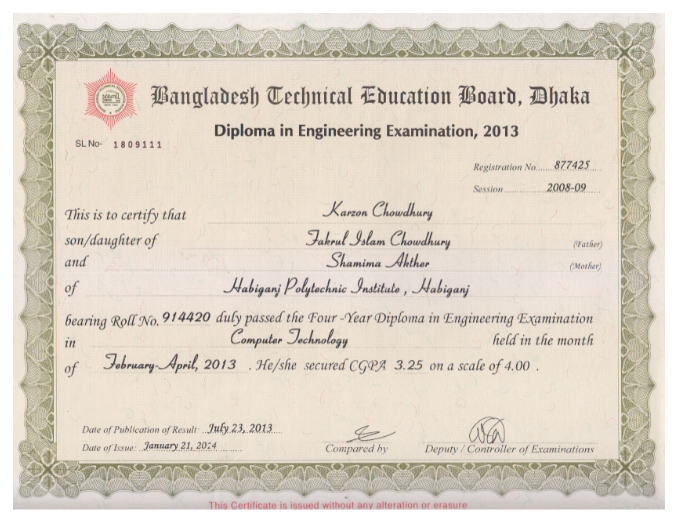 Bangladesh Technical Education Board, Dhaka
Diploma in Engineering Examination, 2013
SL No- 1809111
Registration No 877425
Session 2008-09
This is to certify that Karzon Chowdhury
son/daughter of Fakrul Islam Chowdhury (Father)
and Shamima Akther (Mother)
of Habiganj Polytechnic Institute , Habiganj
bearing Roll No. 914420 duly passed the Four -Year Diploma in Engineering Examination
in Computer Technology held in the month
of February-April, 2013 . He/she secured CGPA 3.25 on a scale of 4.00 .
Date of Publication of Result: July 23, 2013
Date of Issue: January 21, 2014
Compared by Deputy / Controller of Examinations
This Certificate is issued without any alteration or erasure